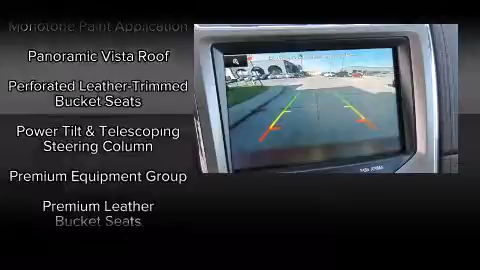 Monotone Paint Application
Panoramic Vista Roof
Perforated Leather-Trimmed
Bucket Seats
Power Tilt & Telescoping
Steering Column
Premium Equipment Group
Premium Leather
Bucket Seats